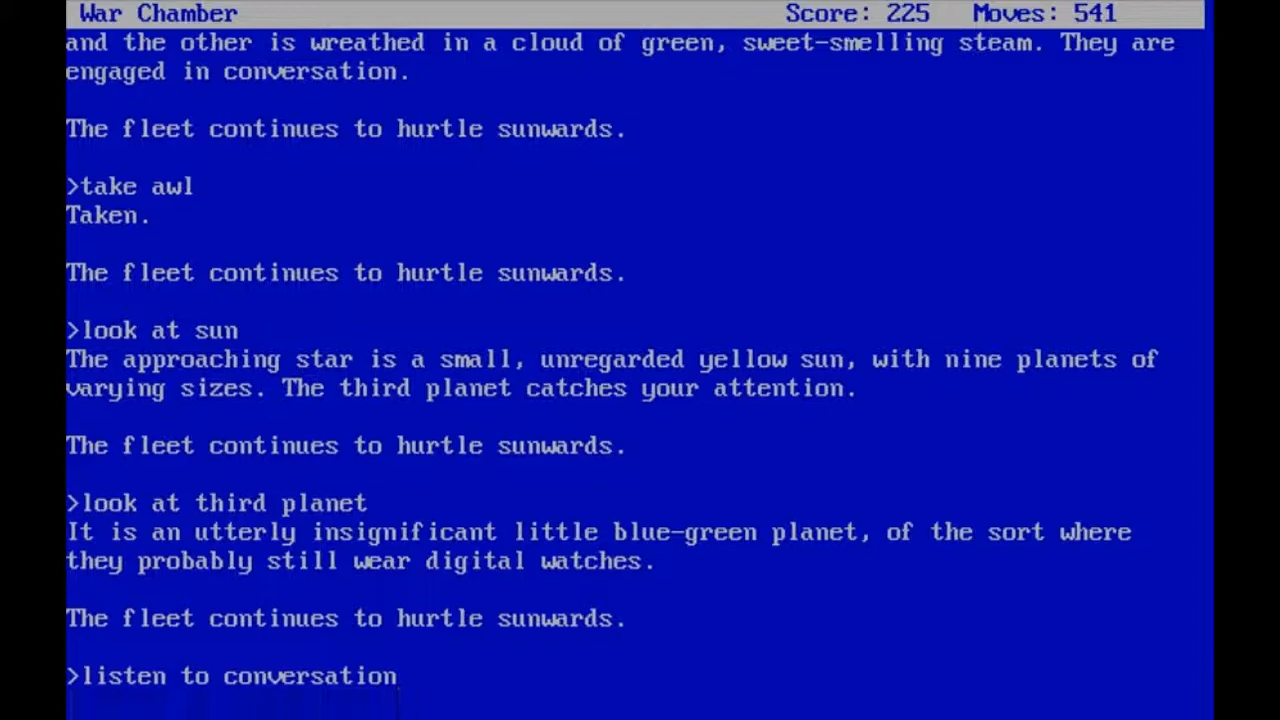 War Chamber Score: 225 Moves: 541
and the other is wreathed in a cloud of green, sweet-smelling steam. They are
engaged in conversation.
The fleet continues to hurtle sunwards.
>take awl
Taken.
The fleet continues to hurtle sunwards.
>look at sun
The approaching star is a small, unregarded yellow sun, with nine planets of
varying sizes. The third planet catches your attention.
The fleet continues to hurtle sunwards.
>look at third planet
It is an utterly insignificant little blue-green planet, of the sort where
they probably still wear digital watches.
The fleet continues to hurtle sunwards.
>listen to conversation